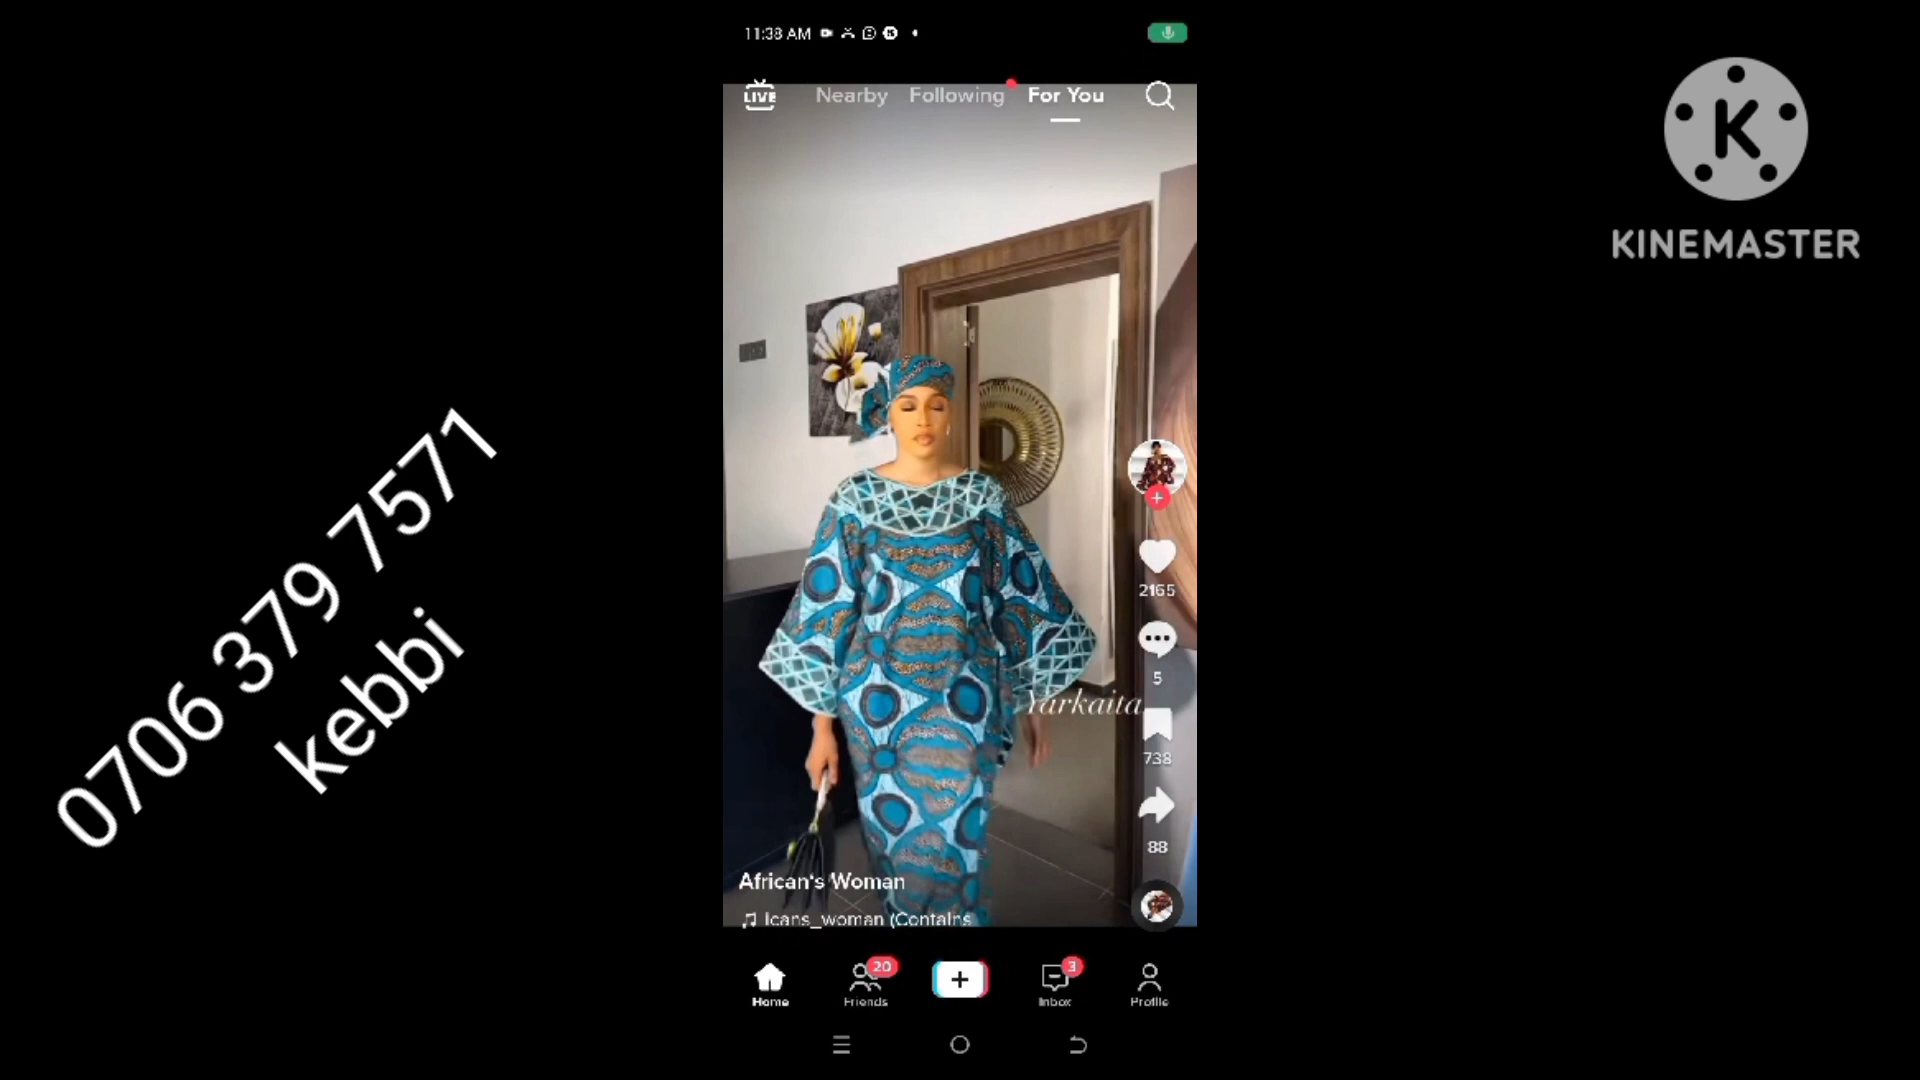 11:38 AM
LIVE
Nearby
Following
For You
K
KINEMASTER
0706 379 7571
kebbi
2165
5
Yarkaita
738
88
African's Woman
Icans_woman (Contains
Home
20
Friends
3
Inbox
Profile